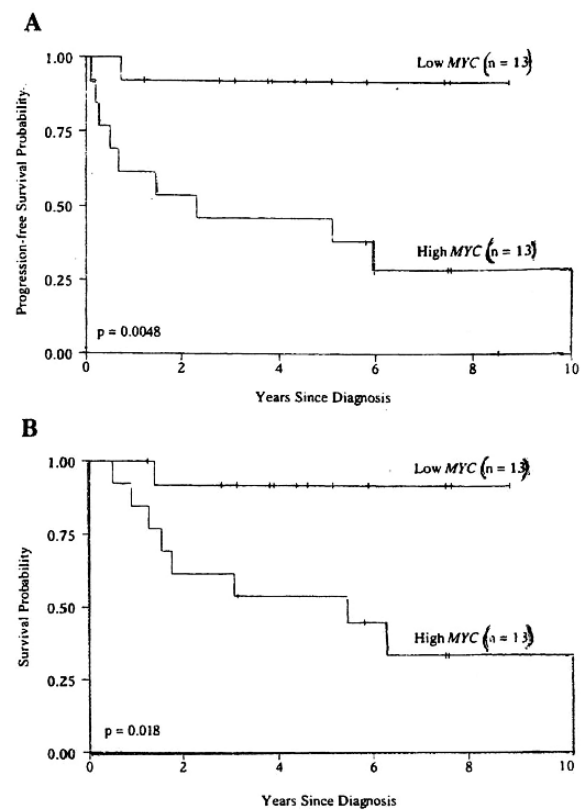 A
1.00
0.75
0.50
0.25
0.00
Progression-free Survival Probability
Low MYC (n = 13)
High MYC (n = 13)
p = 0.0048
0 2 4 6 8 10
Years Since Diagnosis
B
1.00
0.75
0.50
0.25
0.00
Survival Probability
Low MYC (n = 13)
High MYC (n = 13)
p = 0.018
0 2 4 6 8 10
Years Since Diagnosis